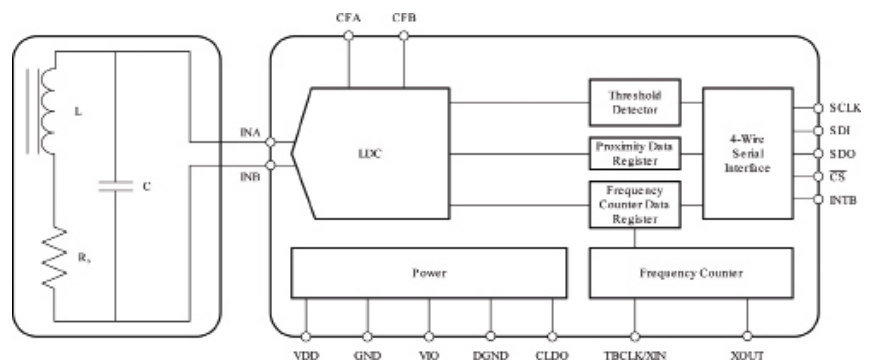 CFA CFB
L
C
Rs
INA
INB
LDC
Threshold
Detector
Proximity Data
Register
Frequency
Counter Data
Register
4-Wire
Serial
Interface
SCLK
SDI
SDO
CS
INTB
Power
Frequency Counter
VDD GND VIO DGND CLDO TBCLK/XIN XOUT